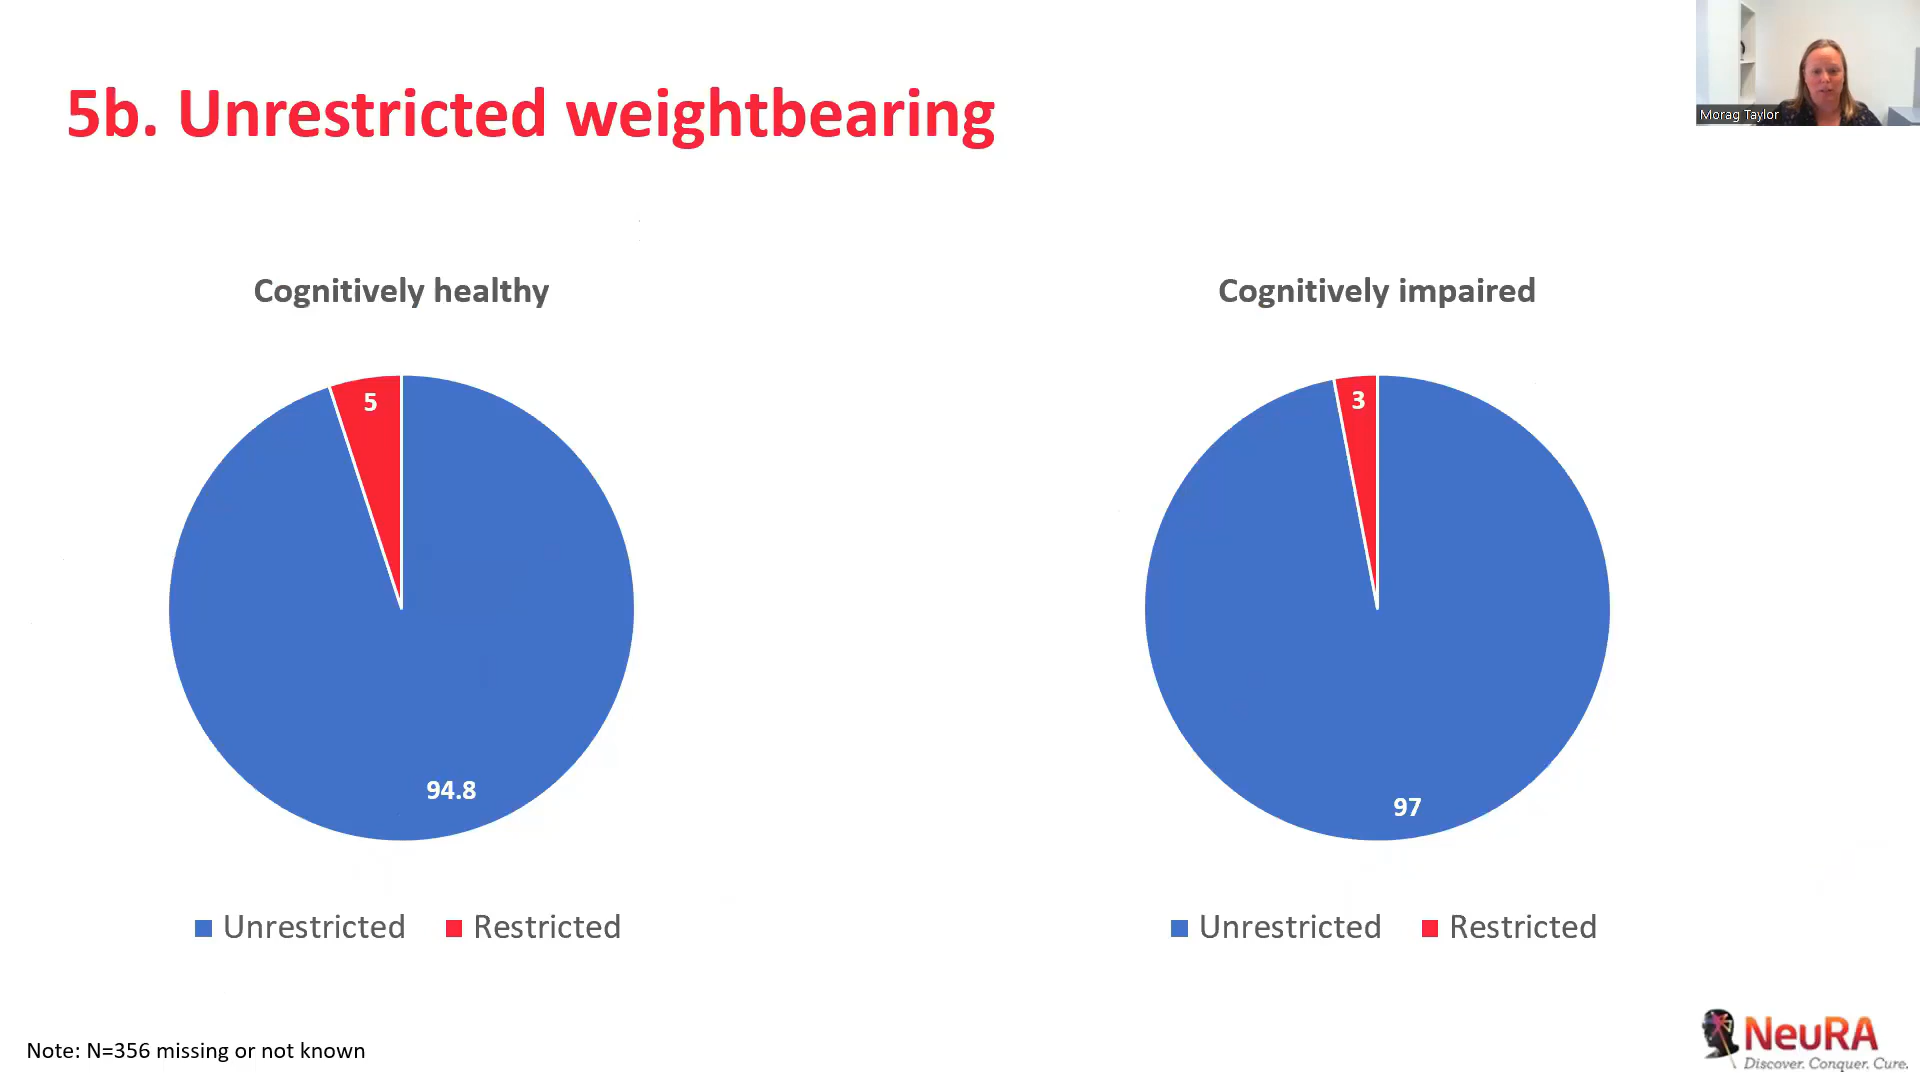 5b. Unrestricted weightbearing
Morag Taylor
Cognitively healthy
5
94.8
Unrestricted
Restricted
Cognitively impaired
3
97
Unrestricted
Restricted
Note: N=356 missing or not known
NeuRA
Discover. Conquer. Cure.